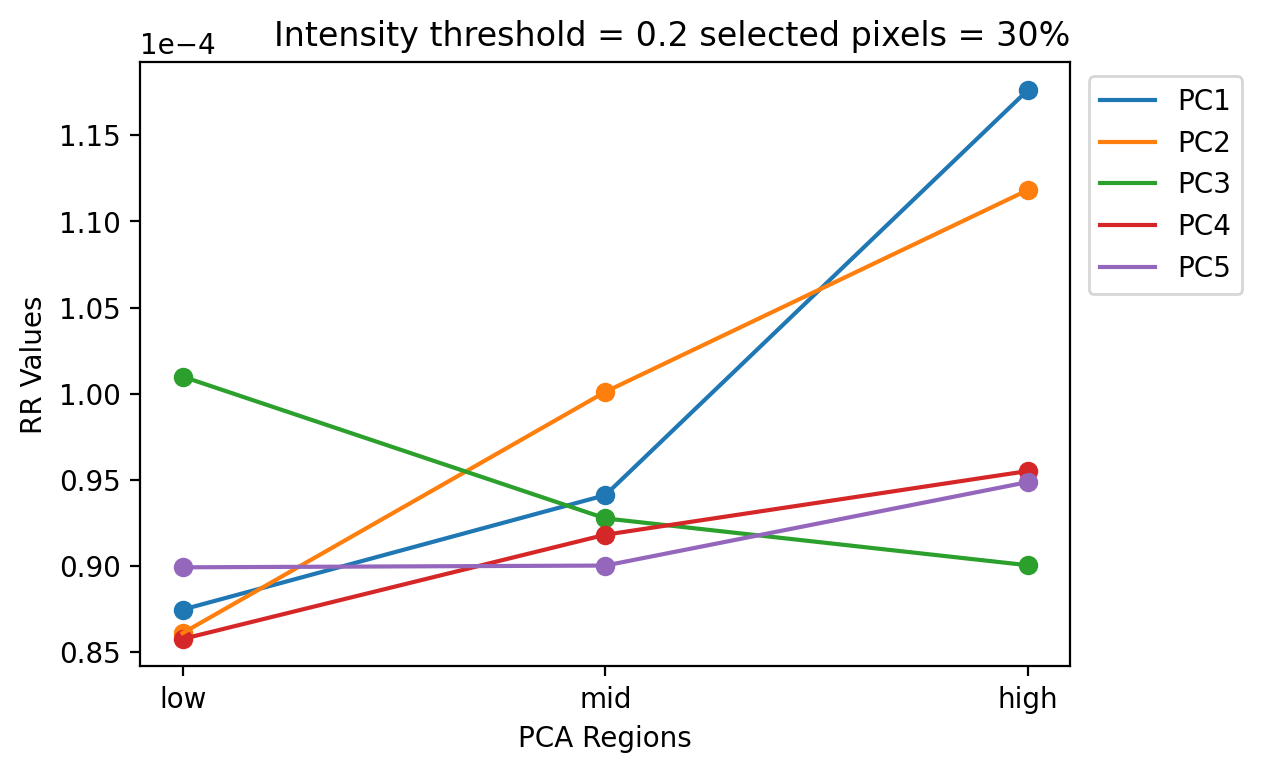 Intensity threshold = 0.2 selected pixels = 30%
1e−4
1.15
1.10
1.05
1.00
0.95
0.90
0.85
RR Values
low mid high
PCA Regions
PC1
PC2
PC3
PC4
PC5